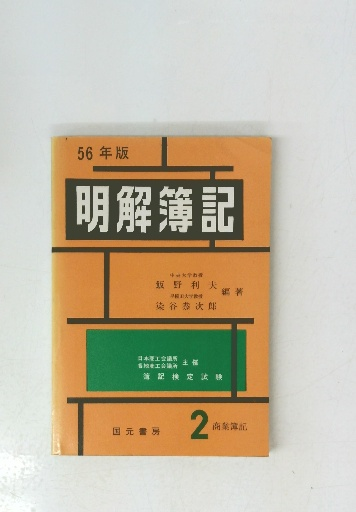 56年版
明解簿記
中央大学教授
飯野利夫
早稲田大学教授
染谷恭次郎
編著
日本商工会議所
各地商工会議所
主催
簿記検定試験
国元書房
2 商業簿記